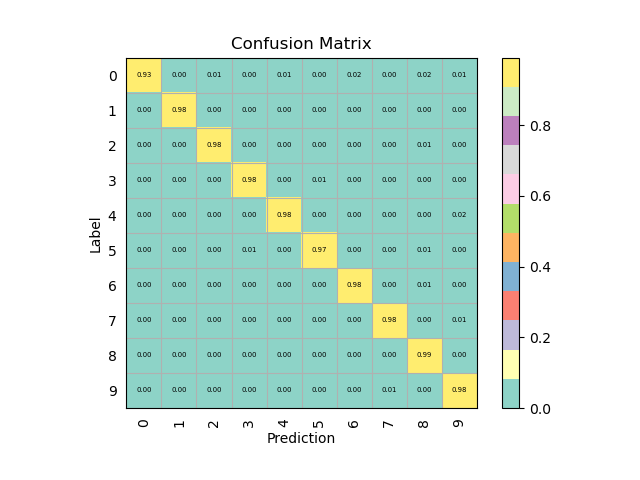 Confusion Matrix
0 0.93 0.00 0.01 0.00 0.01 0.00 0.02 0.00 0.02 0.01
1 0.00 0.98 0.00 0.00 0.00 0.00 0.00 0.00 0.00 0.00
2 0.00 0.00 0.98 0.00 0.00 0.00 0.00 0.00 0.01 0.00
3 0.00 0.00 0.00 0.98 0.00 0.01 0.00 0.00 0.00 0.00
4 0.00 0.00 0.00 0.00 0.98 0.00 0.00 0.00 0.00 0.02
5 0.00 0.00 0.00 0.01 0.00 0.97 0.00 0.00 0.01 0.00
6 0.00 0.00 0.00 0.00 0.00 0.00 0.98 0.00 0.01 0.00
7 0.00 0.00 0.00 0.00 0.00 0.00 0.00 0.98 0.00 0.01
8 0.00 0.00 0.00 0.00 0.00 0.00 0.00 0.00 0.99 0.00
9 0.00 0.00 0.00 0.00 0.00 0.00 0.00 0.01 0.00 0.98
0 1 2 3 4 5 6 7 8 9
Prediction
Label
0.8
0.6
0.4
0.2
0.0